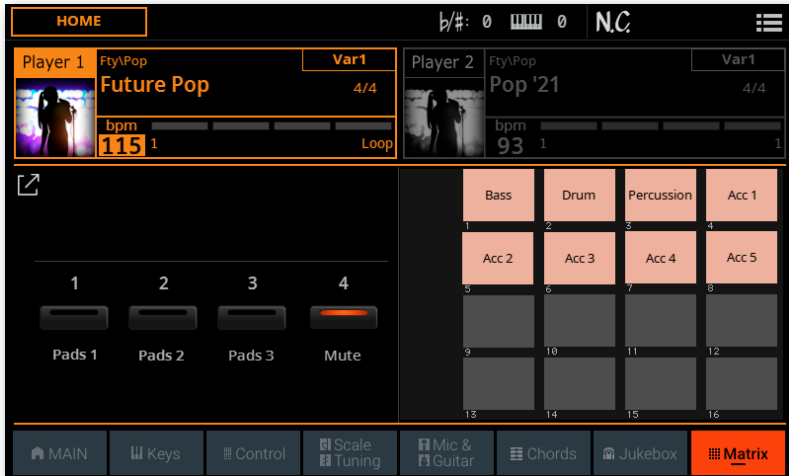 HOME
♭/♯: 0
0
N.C.
Player 1
Fty\Pop
Var1
Future Pop
4/4
bpm
115
1
Loop
Player 2
Fty\Pop
Var1
Pop '21
4/4
bpm
93
1
1
1
2
3
4
Pads 1
Pads 2
Pads 3
Mute
Bass
Drum
Percussion
Acc 1
1
2
3
4
Acc 2
Acc 3
Acc 4
Acc 5
5
6
7
8
9
10
11
12
13
14
15
16
MAIN
Keys
Control
Scale
Tuning
Mic &
Guitar
Chords
Jukebox
Matrix